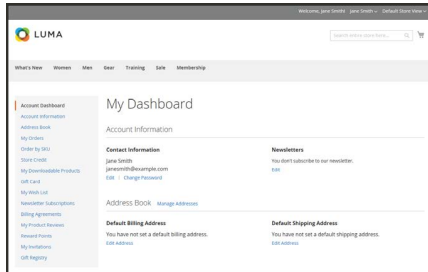 Welcome, Jane Smith! Jane Smith Default Store View
LUMA
Search entire store here...
What's New Women Men Gear Training Sale Membership
Account Dashboard
Account Information
Address Book
My Orders
Order by SKU
Store Credit
My Downloadable Products
Gift Card
My Wish List
Newsletter Subscriptions
Billing Agreements
My Product Reviews
Reward Points
My Invitations
Gift Registry
My Dashboard
Account Information
Contact Information
Jane Smith
janesmith@example.com
Edit | Change Password
Newsletters
You don't subscribe to our newsletter.
Edit
Address Book Manage Addresses
Default Billing Address
You have not set a default billing address.
Edit Address
Default Shipping Address
You have not set a default shipping address.
Edit Address